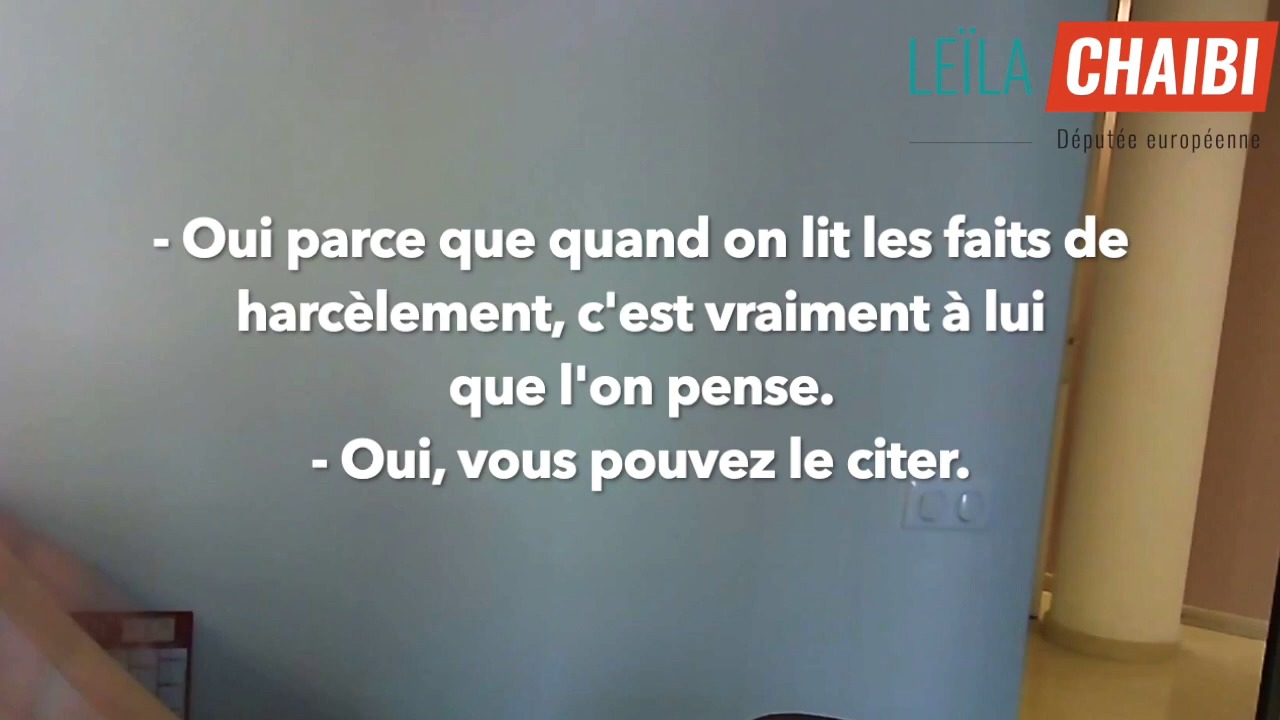 LEÏLA CHAIBI
Députée européenne
- Oui parce que quand on lit les faits de
harcèlement, c'est vraiment à lui
que l'on pense.
- Oui, vous pouvez le citer.